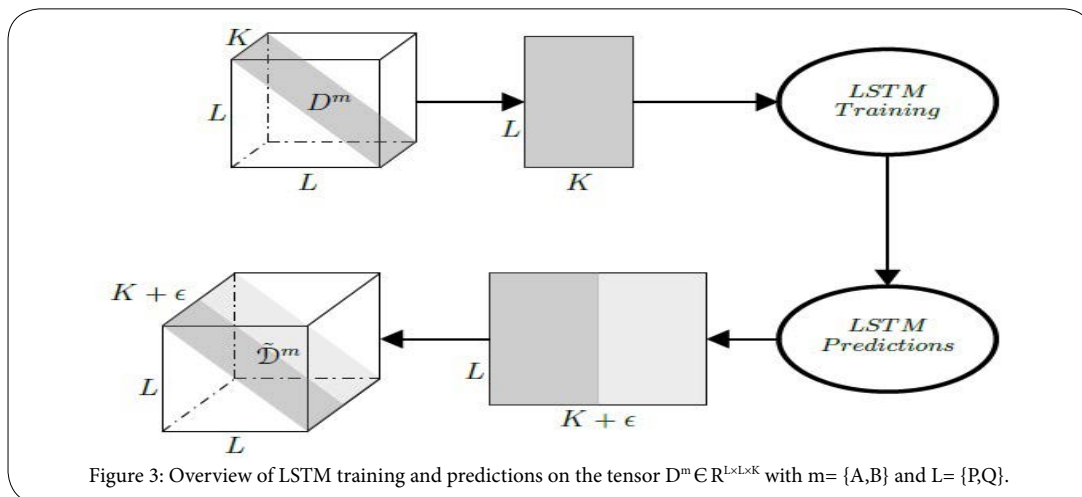 K
L
D^m
L
L
K
LSTM
Training
K + ϵ
L
𝒟̃^m
L
L
K + ϵ
LSTM
Predictions
Figure 3: Overview of LSTM training and predictions on the tensor D^m Є R^{L×L×K} with m= {A,B} and L= {P,Q}.